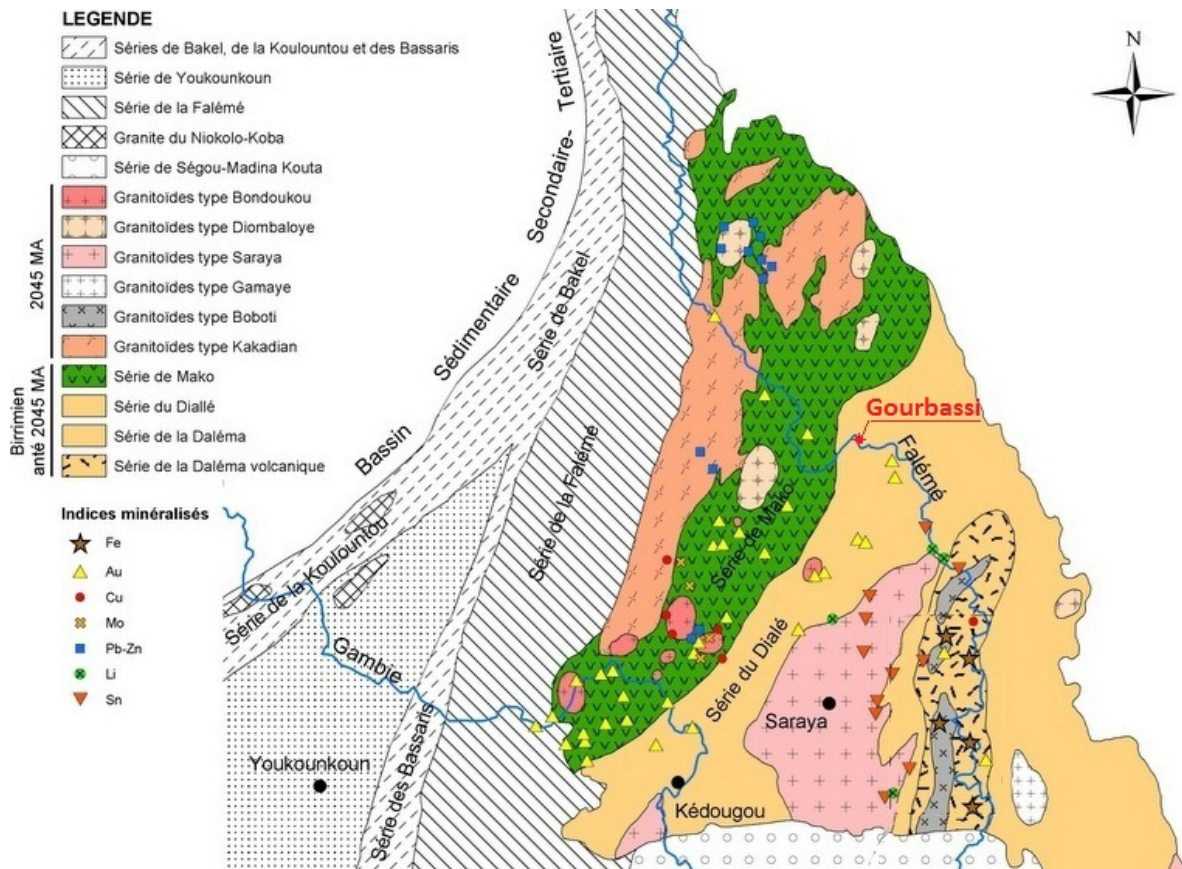 LEGENDE
Séries de Bakel, de la Koulountou et des Bassaris
Série de Youkounkoun
Série de la Falémé
Granite du Niokolo-Koba
Série de Ségou-Madina Kouta
Granitoïdes type Bondoukou
Granitoïdes type Diombaloye
Granitoïdes type Saraya
Granitoïdes type Gamaye
Granitoïdes type Boboti
Granitoïdes type Kakadian
Série de Mako
Série du Diallé
Série de la Daléma
Série de la Daléma volcanique
2045 MA
Birrimien
anté 2045 MA
Indices minéralisés
Fe
Au
Cu
Mo
Pb-Zn
Li
Sn
N
Bassin Sédimentaire Secondaire-Tertiaire
Série de Bakel
Série de la Koulountou
Série de la Falémé
Série des Bassaris
Série de Mako
Série du Dialé
Gourbassi
Falémé
Gambie
Youkounkoun
Kédougou
Saraya